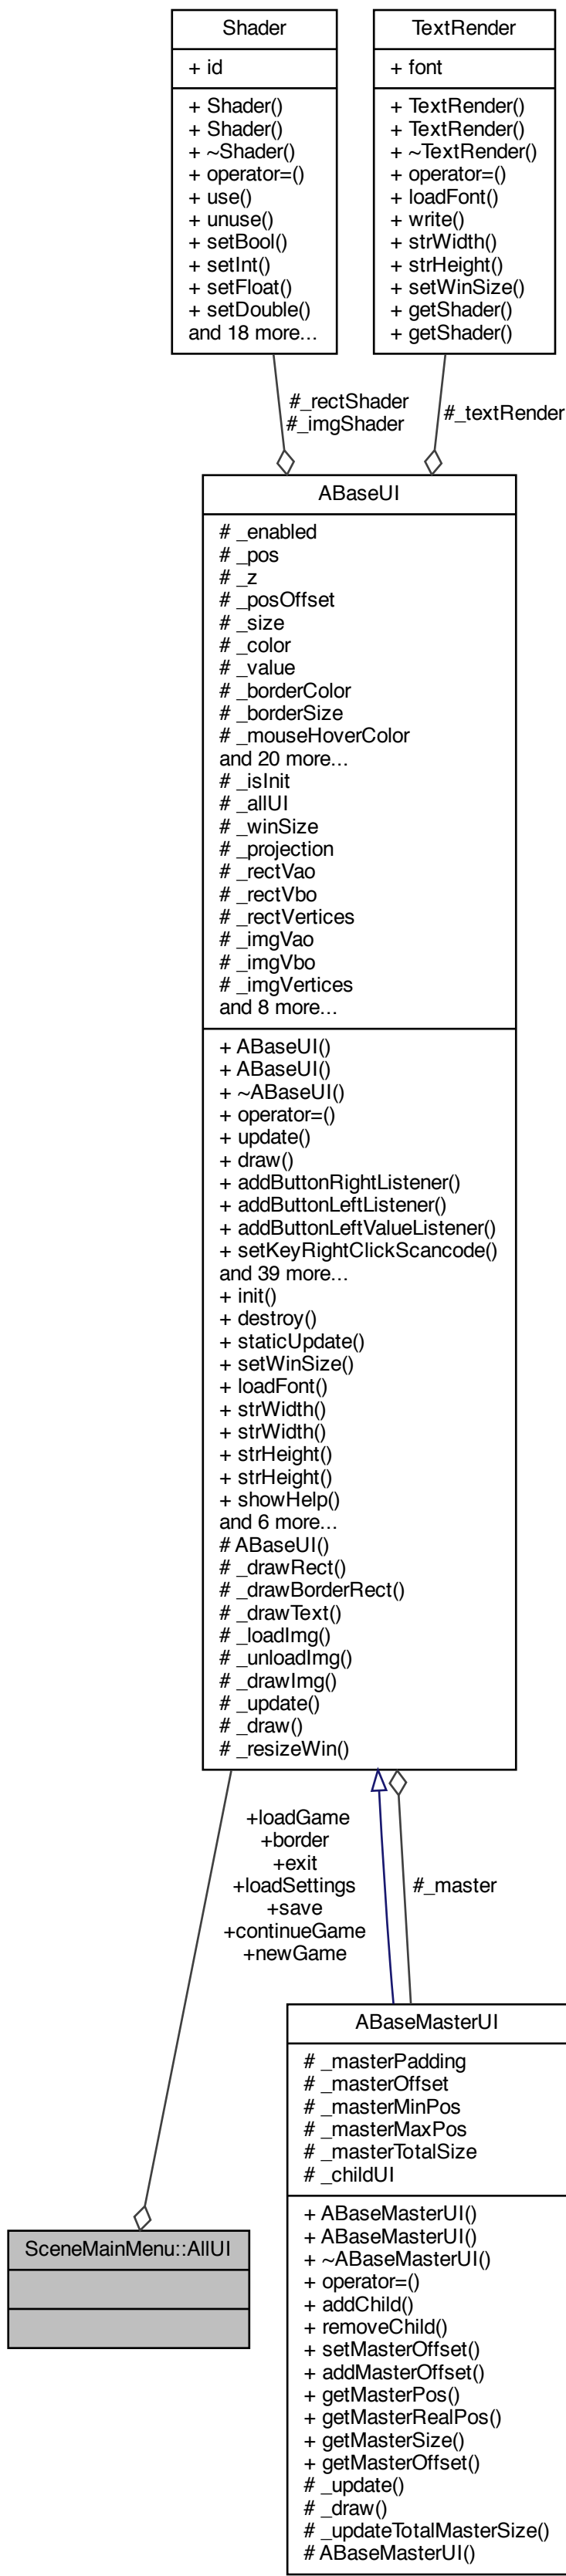 Shader
+ id
+ Shader()
+ Shader()
+ ~Shader()
+ operator=()
+ use()
+ unuse()
+ setBool()
+ setInt()
+ setFloat()
+ setDouble()
and 18 more...
TextRender
+ font
+ TextRender()
+ TextRender()
+ ~TextRender()
+ operator=()
+ loadFont()
+ write()
+ strWidth()
+ strHeight()
+ setWinSize()
+ getShader()
+ getShader()
#_rectShader
#_imgShader
#_textRender
ABaseUI
# _enabled
# _pos
# _z
# _posOffset
# _size
# _color
# _value
# _borderColor
# _borderSize
# _mouseHoverColor
and 20 more...
# _isInit
# _allUI
# _winSize
# _projection
# _rectVao
# _rectVbo
# _rectVertices
# _imgVao
# _imgVbo
# _imgVertices
and 8 more...
+ ABaseUI()
+ ABaseUI()
+ ~ABaseUI()
+ operator=()
+ update()
+ draw()
+ addButtonRightListener()
+ addButtonLeftListener()
+ addButtonLeftValueListener()
+ setKeyRightClickScancode()
and 39 more...
+ init()
+ destroy()
+ staticUpdate()
+ setWinSize()
+ loadFont()
+ strWidth()
+ strWidth()
+ strHeight()
+ strHeight()
+ showHelp()
and 6 more...
# ABaseUI()
# _drawRect()
# _drawBorderRect()
# _drawText()
# _loadImg()
# _unloadImg()
# _drawImg()
# _update()
# _draw()
# _resizeWin()
+loadGame
+border
+exit
+loadSettings
+save
+continueGame
+newGame
#_master
ABaseMasterUI
# _masterPadding
# _masterOffset
# _masterMinPos
# _masterMaxPos
# _masterTotalSize
# _childUI
+ ABaseMasterUI()
+ ABaseMasterUI()
+ ~ABaseMasterUI()
+ operator=()
+ addChild()
+ removeChild()
+ setMasterOffset()
+ addMasterOffset()
+ getMasterPos()
+ getMasterRealPos()
+ getMasterSize()
+ getMasterOffset()
# _update()
# _draw()
# _updateTotalMasterSize()
# ABaseMasterUI()
SceneMainMenu::AllUI